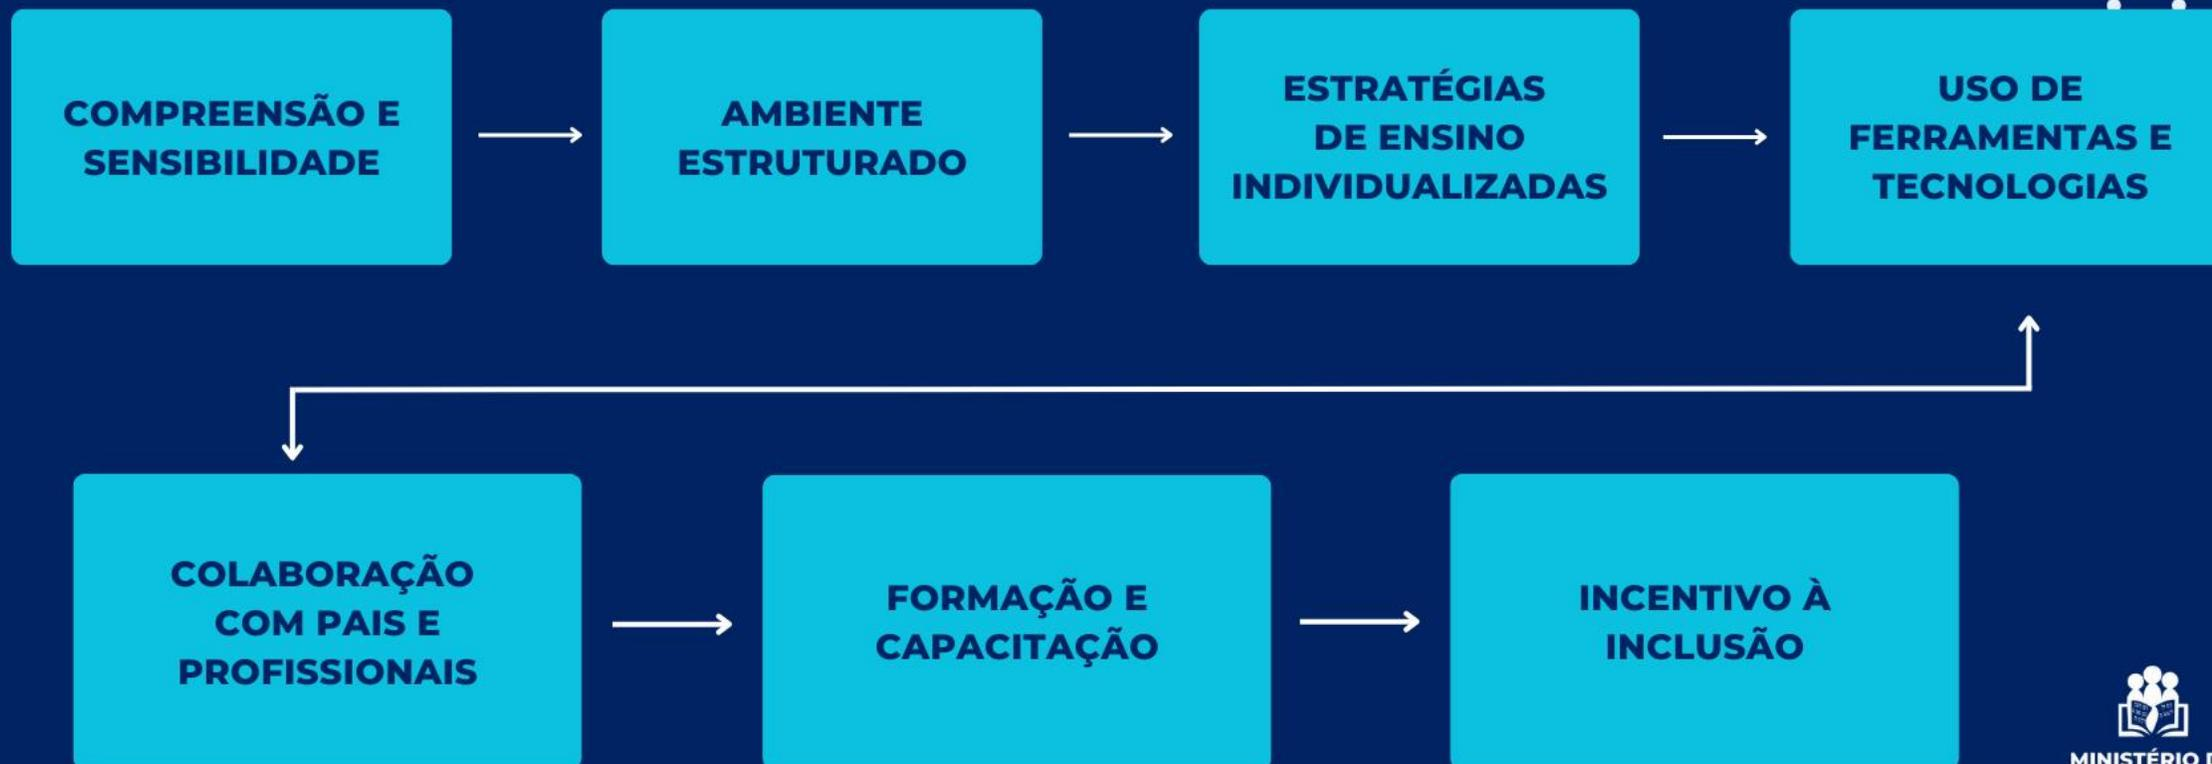 COMPREENSÃO E
SENSIBILIDADE
AMBIENTE
ESTRUTURADO
ESTRATÉGIAS
DE ENSINO
INDIVIDUALIZADAS
USO DE
FERRAMENTAS E
TECNOLOGIAS
COLABORAÇÃO
COM PAIS E
PROFISSIONAIS
FORMAÇÃO E
CAPACITAÇÃO
INCENTIVO À
INCLUSÃO
MINISTÉRIO